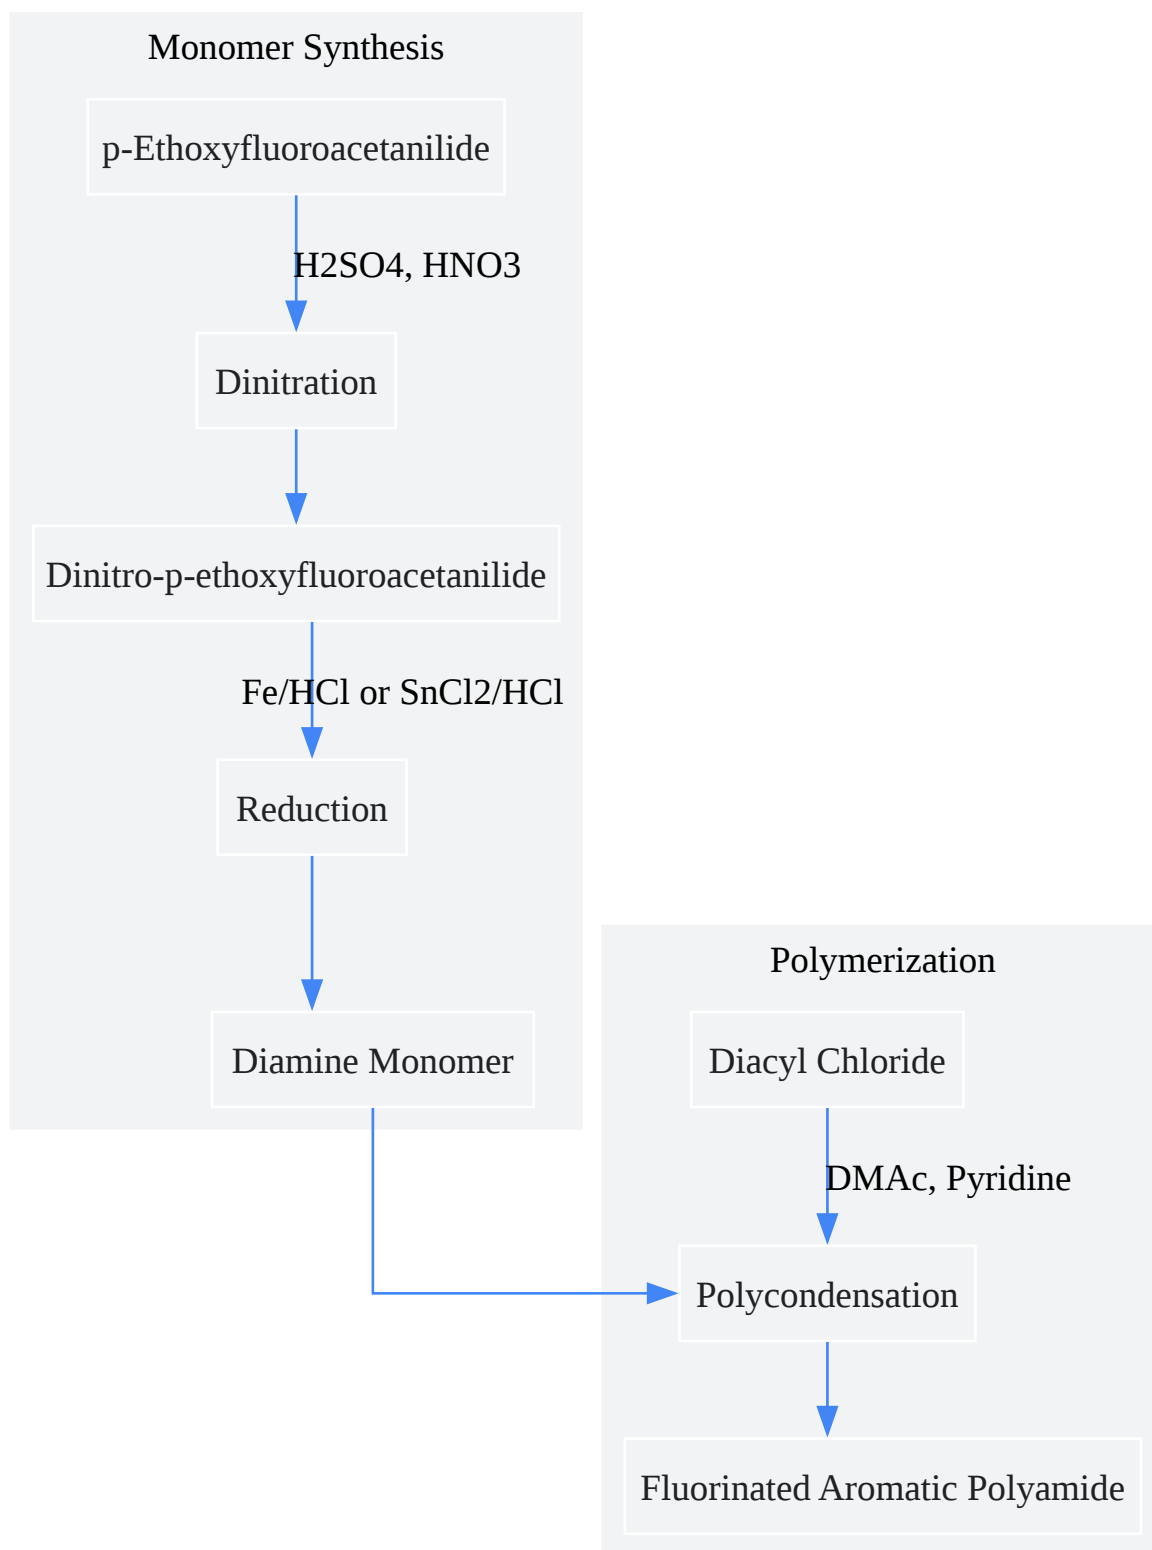 Monomer Synthesis
p-Ethoxyfluoroacetanilide
H2SO4, HNO3
Dinitration
Dinitro-p-ethoxyfluoroacetanilide
Fe/HCl or SnCl2/HCl
Reduction
Diamine Monomer
Polymerization
Diacyl Chloride
DMAc, Pyridine
Polycondensation
Fluorinated Aromatic Polyamide